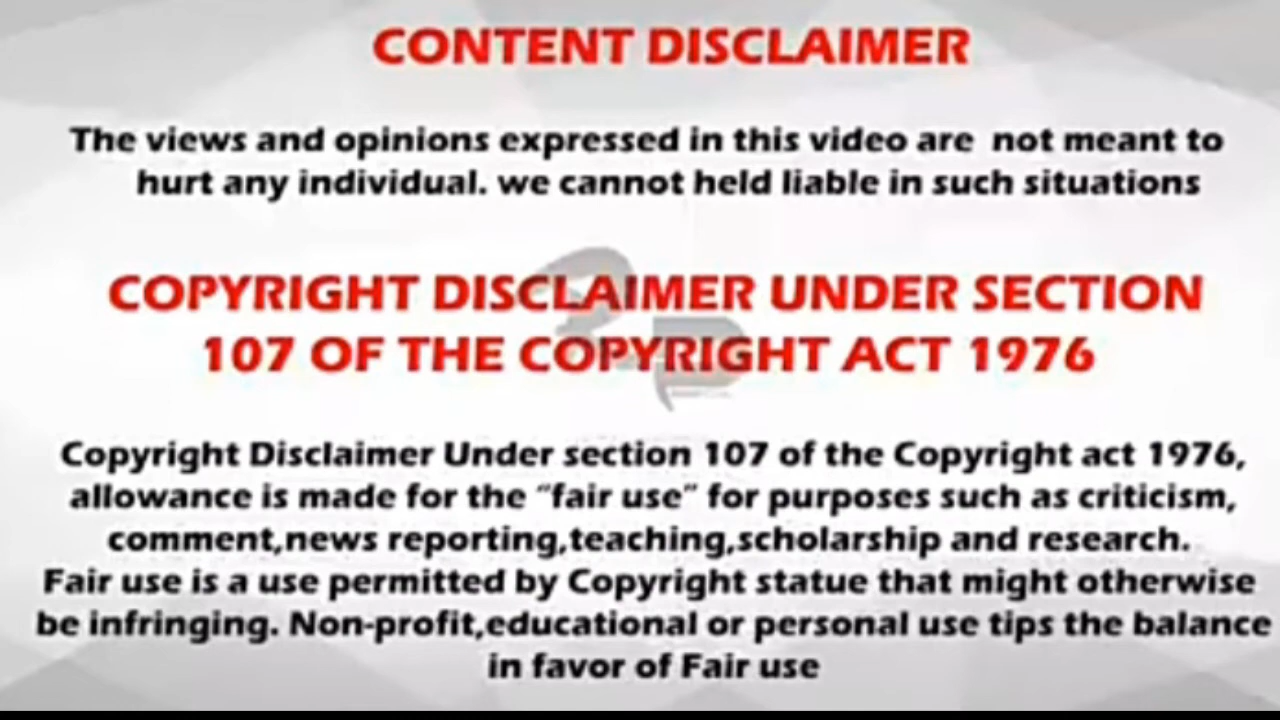 CONTENT DISCLAIMER
The views and opinions expressed in this video are not meant to
hurt any individual. we cannot held liable in such situations
COPYRIGHT DISCLAIMER UNDER SECTION
107 OF THE COPYRIGHT ACT 1976
Copyright Disclaimer Under section 107 of the Copyright act 1976,
allowance is made for the “fair use” for purposes such as criticism,
comment,news reporting,teaching,scholarship and research.
Fair use is a use permitted by Copyright statue that might otherwise
be infringing. Non-profit,educational or personal use tips the balance
in favor of Fair use